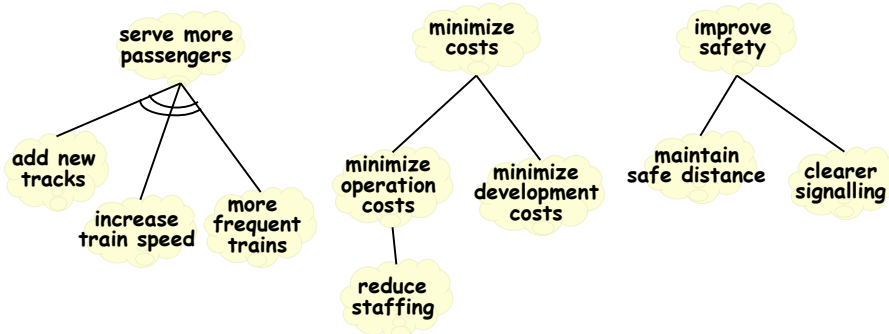 serve more
passengers
minimize
costs
improve
safety
add new
tracks
increase
train speed
more
frequent
trains
minimize
operation
costs
minimize
development
costs
maintain
safe distance
clearer
signalling
reduce
staffing